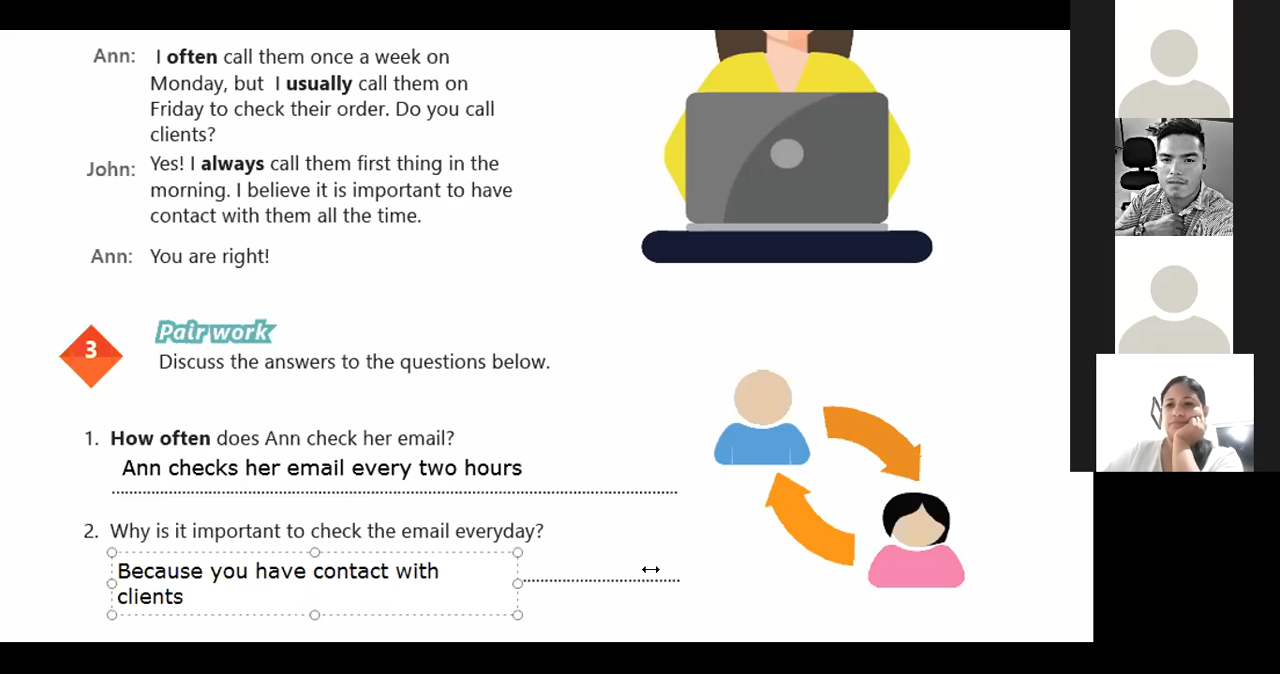 Ann: I often call them once a week on
Monday, but I usually call them on
Friday to check their order. Do you call
clients?
John: Yes! I always call them first thing in the
morning. I believe it is important to have
contact with them all the time.
Ann: You are right!
3 Pair work
Discuss the answers to the questions below.
1. How often does Ann check her email?
Ann checks her email every two hours
2. Why is it important to check the email everyday?
Because you have contact with
clients